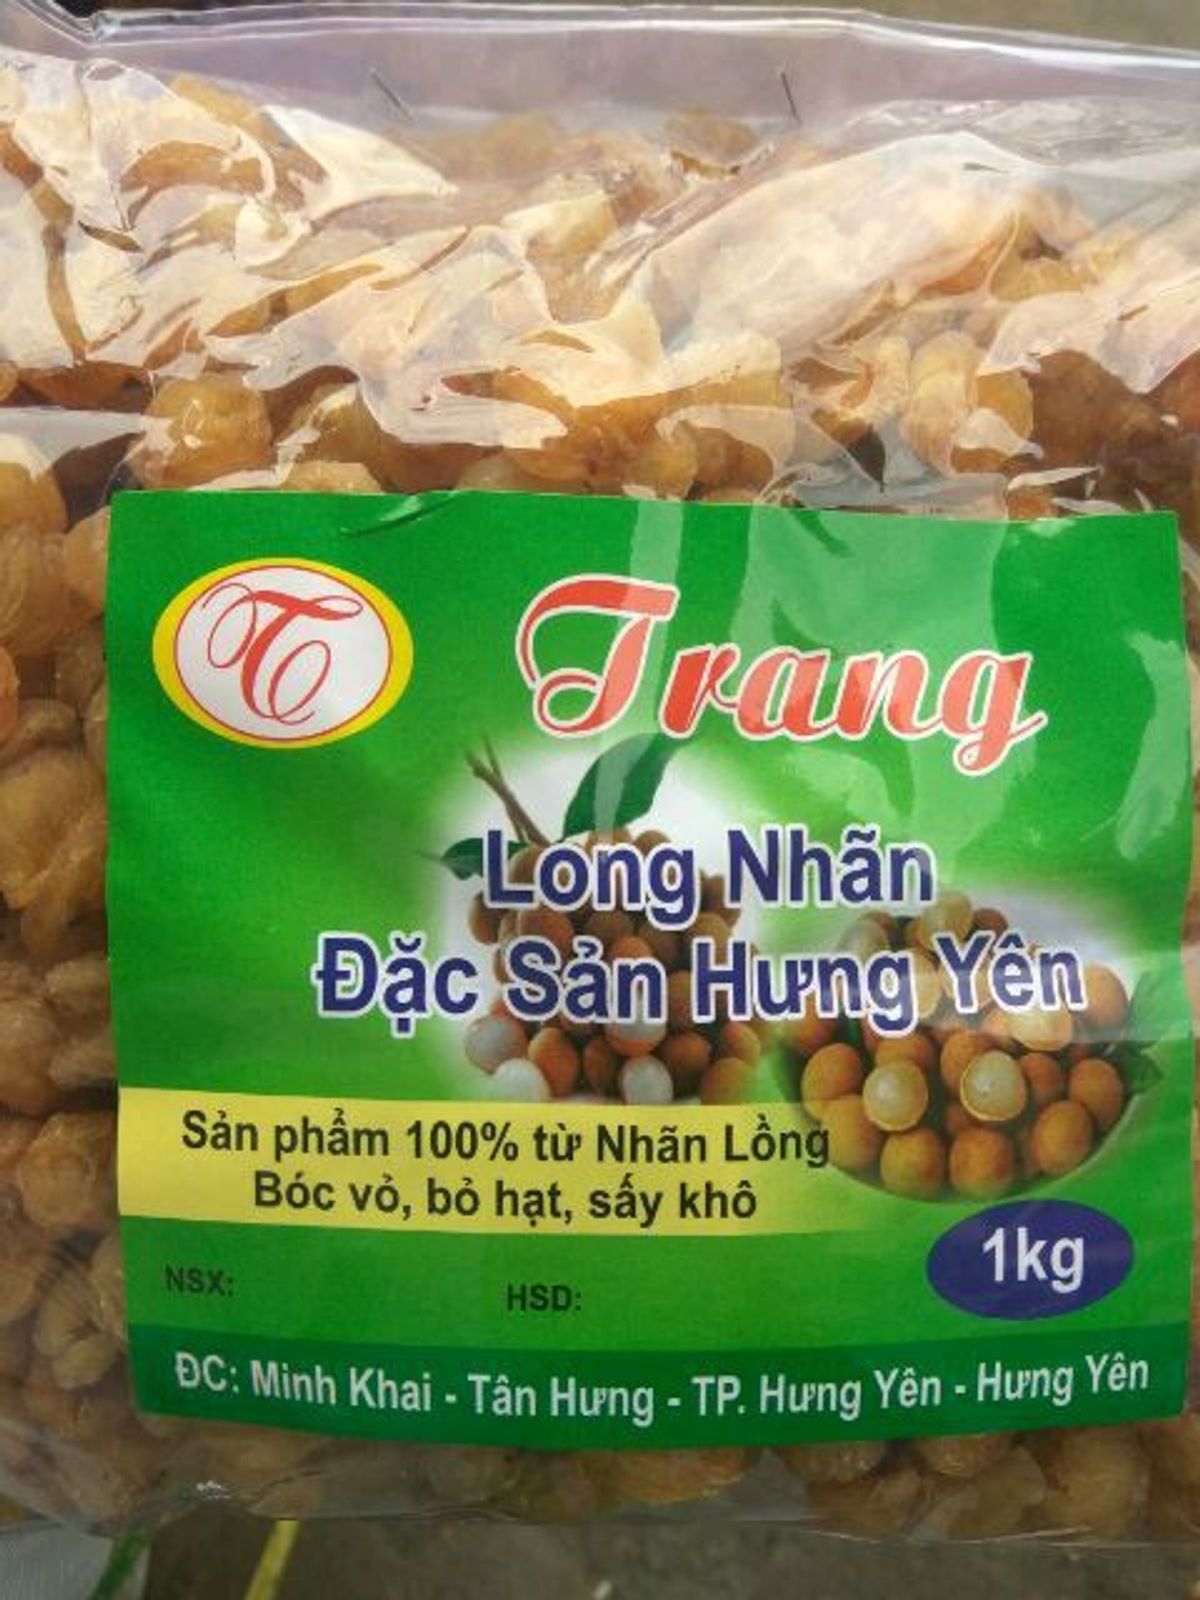 T
Trang
Long Nhãn
Đặc Sản Hưng Yên
Sản phẩm 100% từ Nhãn Lồng
Bóc vỏ, bỏ hạt, sấy khô
1kg
NSX:
HSD:
ĐC: Minh Khai - Tân Hưng - TP. Hưng Yên - Hưng Yên